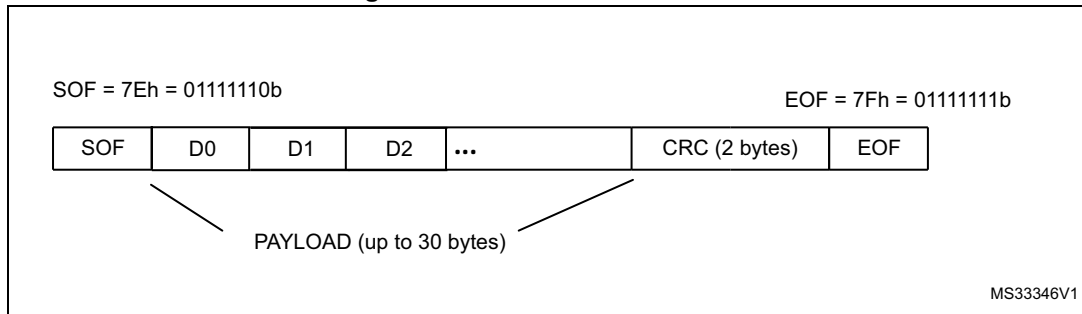 SOF = 7Eh = 01111110b
EOF = 7Fh = 01111111b
SOF D0 D1 D2 ... CRC (2 bytes) EOF
PAYLOAD (up to 30 bytes)
MS33346V1